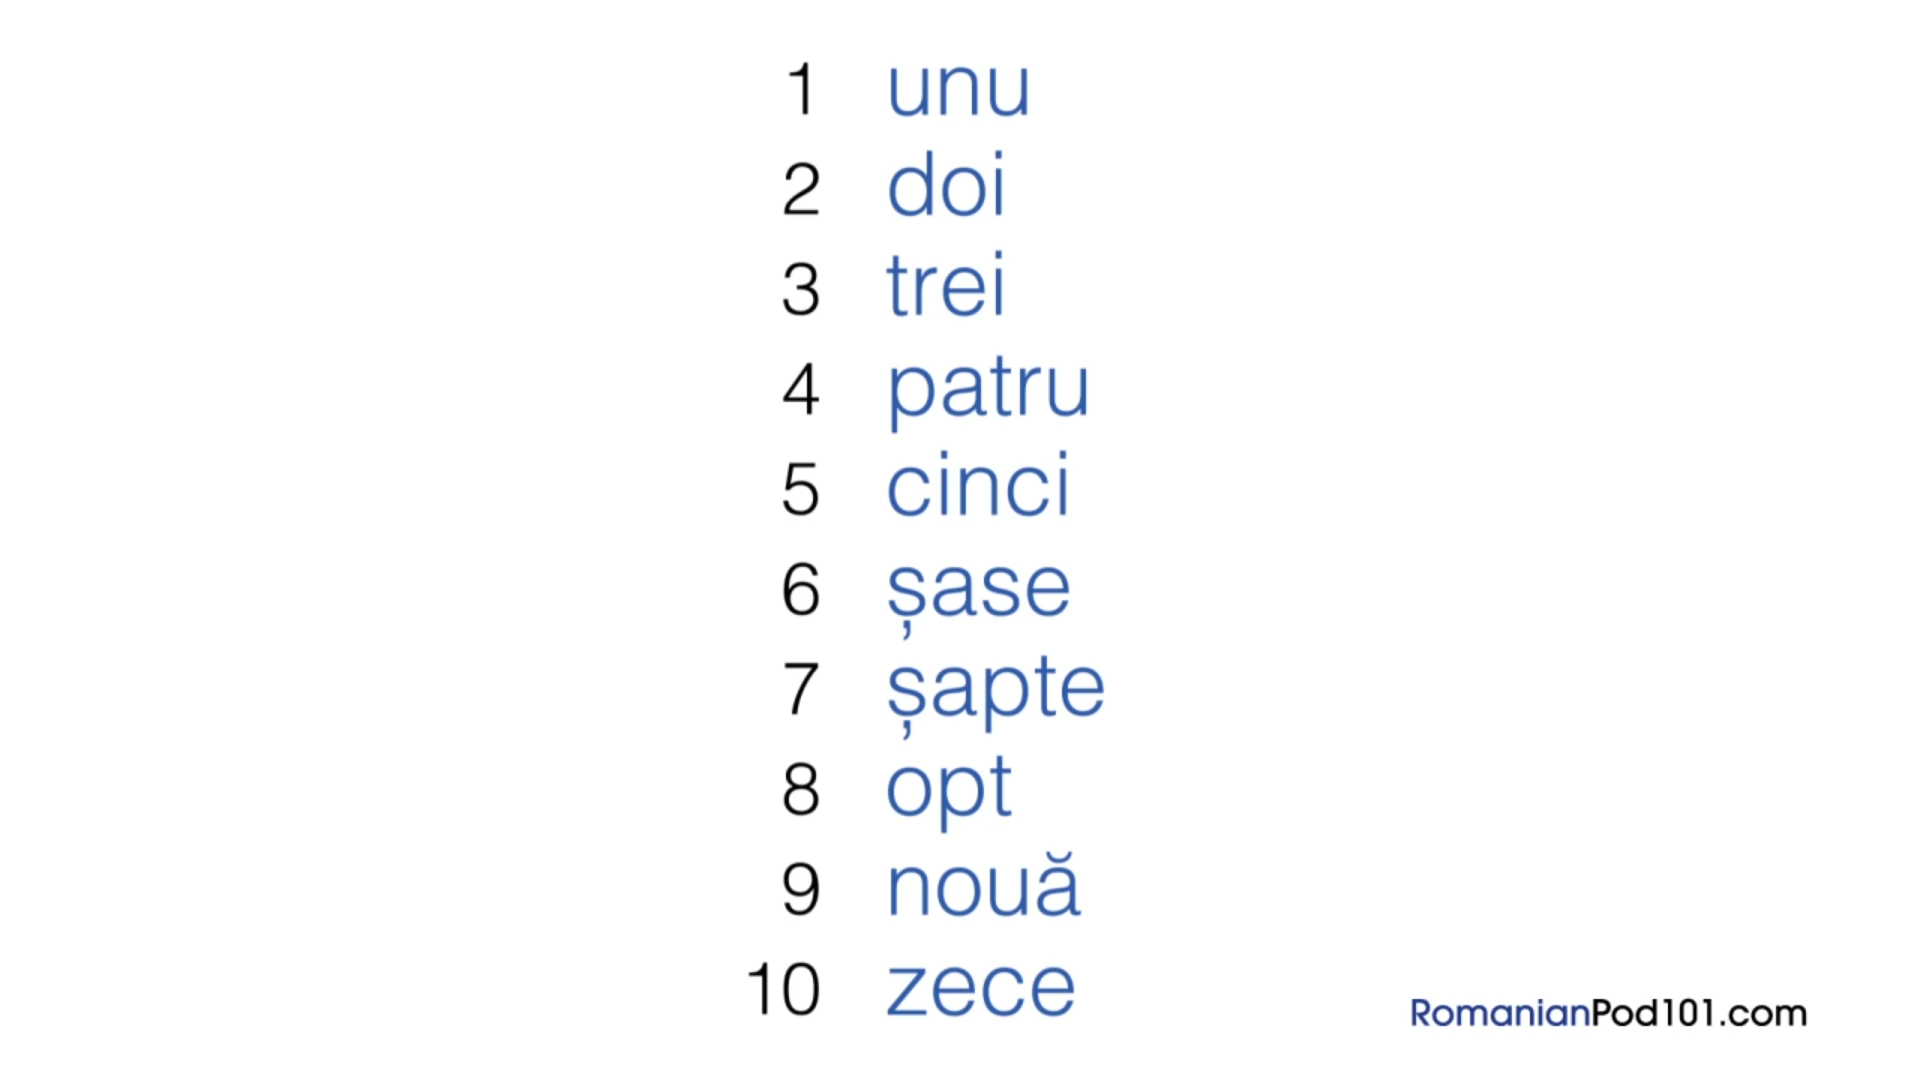 1 unu
2 doi
3 trei
4 patru
5 cinci
6 șase
7 șapte
8 opt
9 nouă
10 zece
RomanianPod101.com